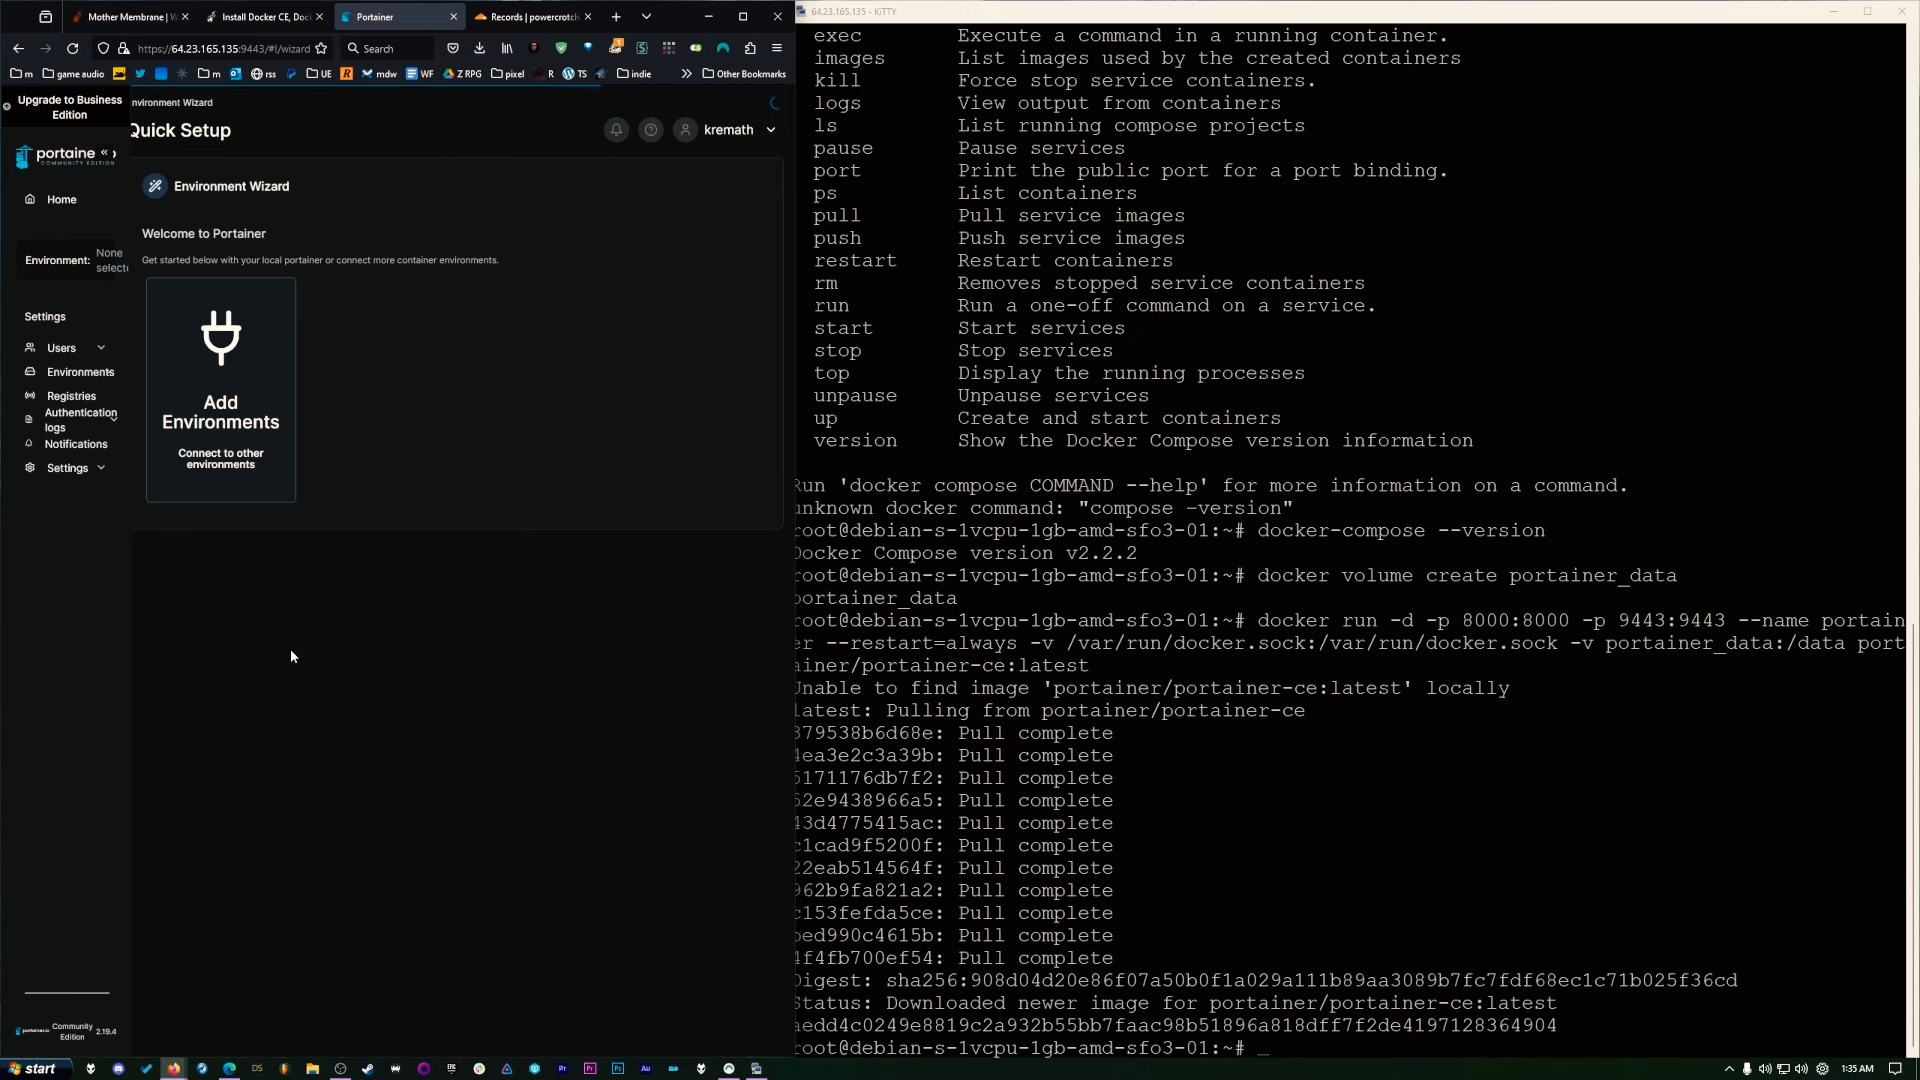 Mother Membrane | W
Install Docker CE, Doc
Portainer
Records | powercrotch
64.23.165.135 - KiTTY
https://64.23.165.135:9443/#!/wizard
Search
m
game audio
m
rss
UE
mdw
WF
Z RPG
pixel
R
TS
indie
Other Bookmarks
Upgrade to Business
Edition
nvironment Wizard
Quick Setup
kremath
portaine
COMMUNITY EDITION
Home
Environment:
None
selecte
Settings
Users
Environments
Registries
Authentication
logs
Notifications
Settings
Environment Wizard
Welcome to Portainer
Get started below with your local portainer or connect more container environments.
Add
Environments
Connect to other
environments
portainer.io
Community
Edition
2.19.4
exec Execute a command in a running container.
images List images used by the created containers
kill Force stop service containers.
logs View output from containers
ls List running compose projects
pause Pause services
port Print the public port for a port binding.
ps List containers
pull Pull service images
push Push service images
restart Restart containers
rm Removes stopped service containers
run Run a one-off command on a service.
start Start services
stop Stop services
top Display the running processes
unpause Unpause services
up Create and start containers
version Show the Docker Compose version information
Run 'docker compose COMMAND --help' for more information on a command.
unknown docker command: "compose –version"
root@debian-s-1vcpu-1gb-amd-sfo3-01:~# docker-compose --version
Docker Compose version v2.2.2
root@debian-s-1vcpu-1gb-amd-sfo3-01:~# docker volume create portainer_data
portainer_data
root@debian-s-1vcpu-1gb-amd-sfo3-01:~# docker run -d -p 8000:8000 -p 9443:9443 --name portain
er --restart=always -v /var/run/docker.sock:/var/run/docker.sock -v portainer_data:/data port
ainer/portainer-ce:latest
Unable to find image 'portainer/portainer-ce:latest' locally
latest: Pulling from portainer/portainer-ce
379538b6d68e: Pull complete
4ea3e2c3a39b: Pull complete
5171176db7f2: Pull complete
52e9438966a5: Pull complete
43d4775415ac: Pull complete
c1cad9f5200f: Pull complete
22eab514564f: Pull complete
962b9fa821a2: Pull complete
c153fefda5ce: Pull complete
bed990c4615b: Pull complete
4f4fb700ef54: Pull complete
Digest: sha256:908d04d20e86f07a50b0f1a029a111b89aa3089b7fc7fdf68ec1c71b025f36cd
Status: Downloaded newer image for portainer/portainer-ce:latest
aedd4c0249e8819c2a932b55bb7faac98b51896a818dff7f2de4197128364904
root@debian-s-1vcpu-1gb-amd-sfo3-01:~#
start
DS
Pr
Ps
Au
1:35 AM